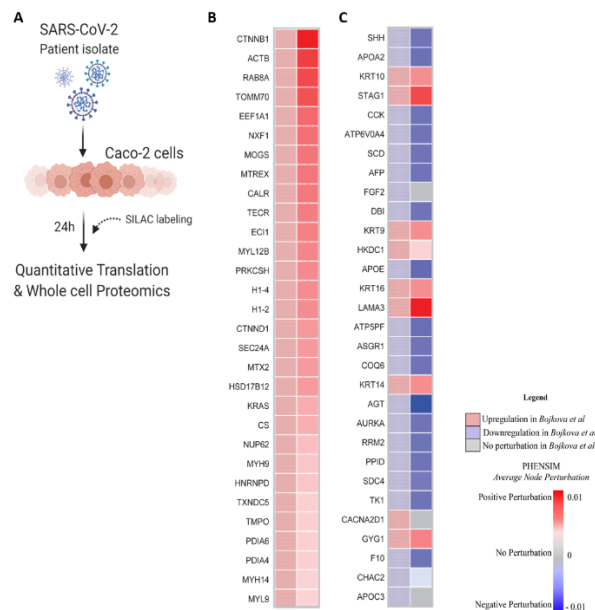 A
SARS-CoV-2
Patient isolate
Caco-2 cells
24h
SILAC labeling
Quantitative Translation
& Whole cell Proteomics
B
CTNNB1
ACTB
RAB8A
TOMM70
EEF1A1
NXF1
MOGS
MTREX
CALR
TECR
ECI1
MYL12B
PRKCSH
H1-4
H1-2
CTNND1
SEC24A
MTX2
HSD17B12
KRAS
CS
NUP62
MYH9
HNRNPD
TXNDC5
TMPO
PDIA6
PDIA4
MYH14
MYL9
C
SHH
APOA2
KRT10
STAG1
CCK
ATP6V0A4
SCD
AFP
FGF2
DBI
KRT9
HKDC1
APOE
KRT16
LAMA3
ATP5PF
ASGR1
COQ6
KRT14
AGT
AURKA
RRM2
PPID
SDC4
TK1
CACNA2D1
GYG1
F10
CHAC2
APOC3
Legend
Upregulation in Bojkova et al
Downregulation in Bojkova et al
No perturbation in Bojkova et al
PHENSIM
Average Node Perturbation
Positive Perturbation 0.01
No Perturbation 0
Negative Perturbation - 0.01